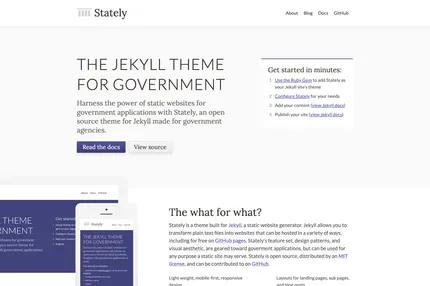 Stately
About Blog Docs GitHub
THE JEKYLL THEME
FOR GOVERNMENT
Harness the power of static websites for
government applications with Stately, an open
source theme for Jekyll made for government
agencies.
Read the docs
View source
Get started in minutes:
1 Use the Ruby Gem to add Stately as
your Jekyll site's theme
2 Configure Stately for your needs
3 Add your content (view Jekyll docs)
4 Publish your site (view Jekyll docs)
THEME
VERNMENT
Stately
THE JEKYLL THEME
FOR GOVERNMENT
The what for what?
Stately is a theme built for Jekyll, a static website generator. Jekyll allows you to
transform plain text files into websites that can be hosted in a variety of ways,
including for free on GitHub pages. Stately's feature set, design patterns, and
visual aesthetic, are geared toward goverment applications, but can be used for
any purpose a static site may serve. Stately is open source, distributed by an MIT
license, and can be contributed to on GitHub.
Light weight, mobile-first, responsive
design
Layouts for landing pages, sub pages,
and blog posts